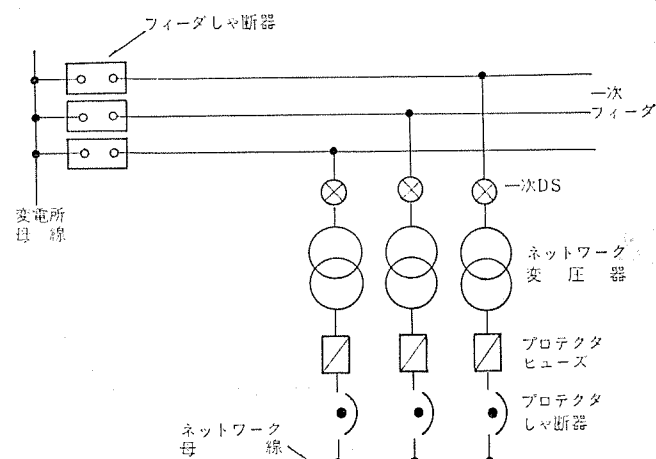 フィーダしゃ断器
一次
フィーダ
一次DS
変電所
母線
ネットワーク
変圧器
プロテクタ
ヒューズ
プロテクタ
しゃ断器
ネットワーク
母線